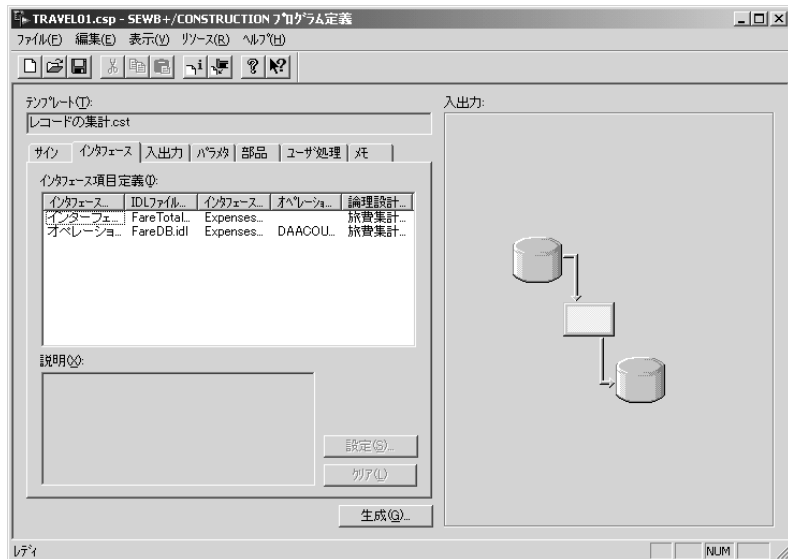 TRAVEL01.csp - SEWB+/CONSTRUCTION ﾌﾟﾛｸﾞﾗﾑ定義
ﾌｧｲﾙ(F) 編集(E) 表示(V) ﾘｿｰｽ(R) ﾍﾙﾌﾟ(H)
ﾃﾝﾌﾟﾚｰﾄ(T):
レコードの集計.cst
ｻｲﾝ ｲﾝﾀﾌｪｰｽ 入出力 ﾊﾟﾗﾒﾀ 部品 ﾕｰｻﾞ処理 ﾒﾓ
ｲﾝﾀﾌｪｰｽ項目定義(I):
ｲﾝﾀﾌｪｰｽ... IDLﾌｧｲﾙ... ｲﾝﾀﾌｪｰｽ... ｵﾍﾟﾚｰｼｮ... 論理設計...
インターフェ... FareTotal... Expenses... 旅費集計...
オペレーショ... FareDB.idl Expenses... DAACOU... 旅費集計...
説明(X):
設定(S)...
ｸﾘｱ(L)
生成(G)...
入出力:
ﾚﾃﾞｨ
NUM